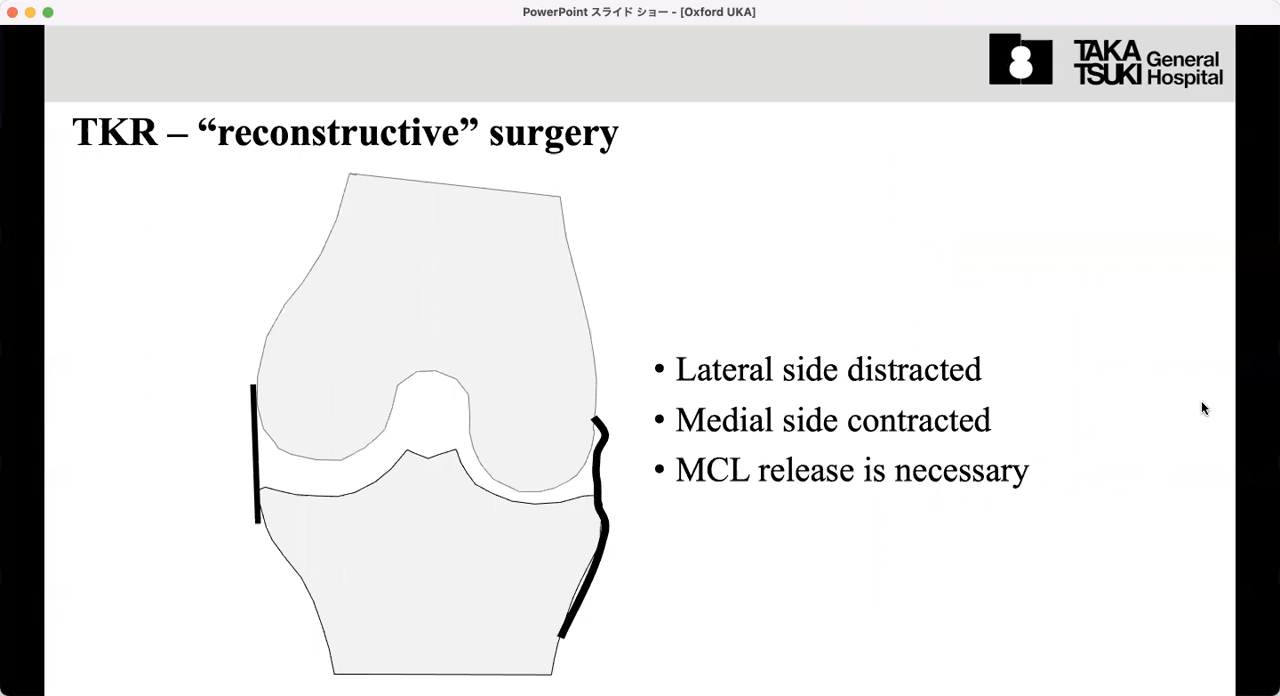 PowerPoint スライド ショー - [Oxford UKA]
TAKA
TSUKI General
Hospital
TKR – “reconstructive” surgery
• Lateral side distracted
• Medial side contracted
• MCL release is necessary